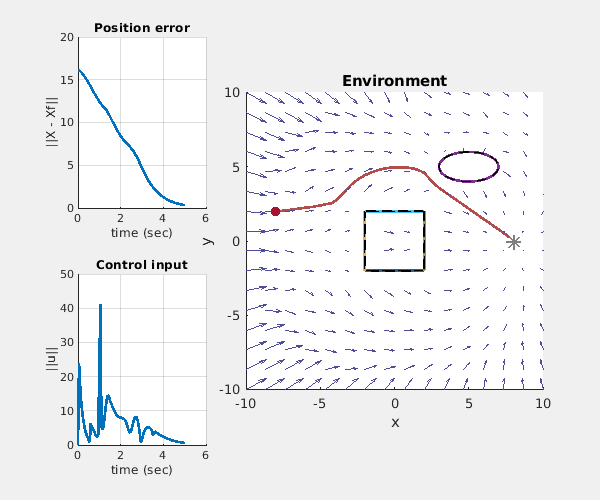 Position error
20
15
10
5
0
||X - Xf||
0 2 4 6
time (sec)
Control input
50
40
30
20
10
0
||u||
0 2 4 6
time (sec)
Environment
10
5
0
-5
-10
y
-10 -5 0 5 10
x